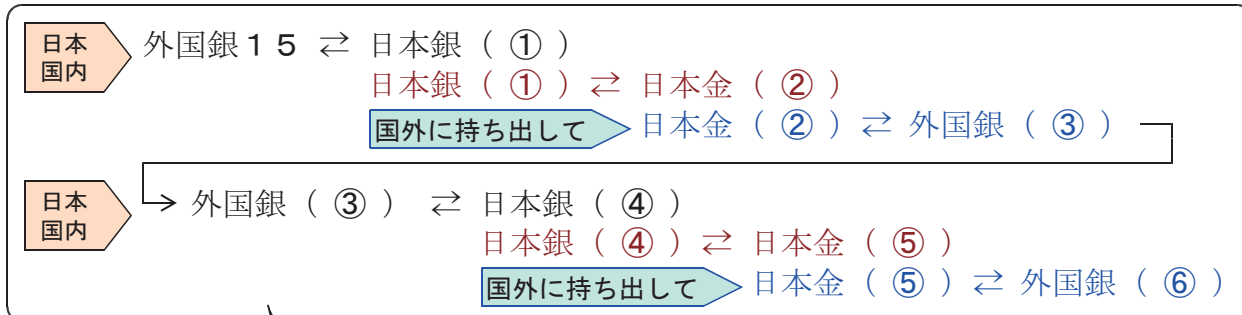 日本
国内
外国銀１５ ⇄ 日本銀（ ① ）
日本銀（ ① ）⇄ 日本金（ ② ）
国外に持ち出して
日本金（ ② ）⇄ 外国銀（ ③ ）
日本
国内
外国銀（ ③ ） ⇄ 日本銀（ ④ ）
日本銀（ ④ ）⇄ 日本金（ ⑤ ）
国外に持ち出して
日本金（ ⑤ ）⇄ 外国銀（ ⑥ ）